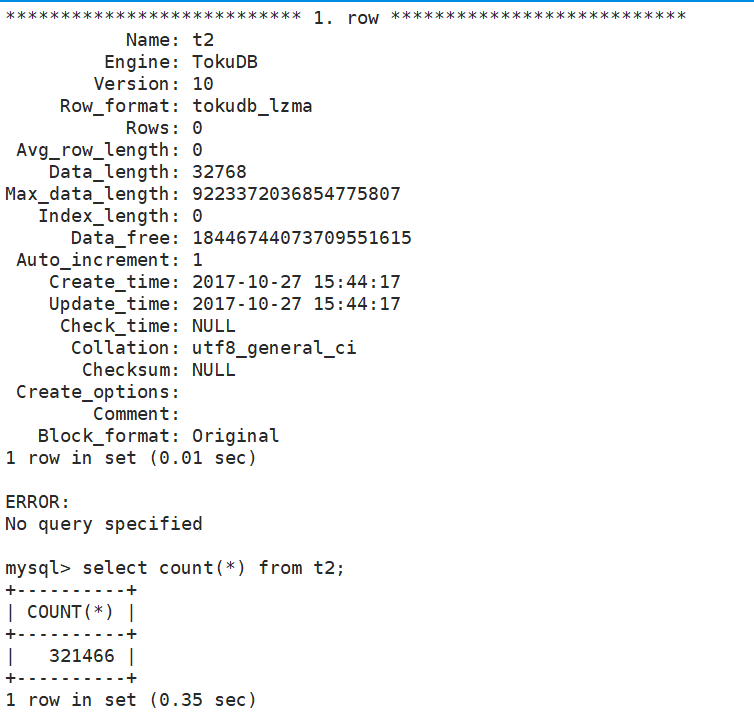 *************************** 1. row ***************************
Name: t2
Engine: TokuDB
Version: 10
Row_format: tokudb_lzma
Rows: 0
Avg_row_length: 0
Data_length: 32768
Max_data_length: 9223372036854775807
Index_length: 0
Data_free: 18446744073709551615
Auto_increment: 1
Create_time: 2017-10-27 15:44:17
Update_time: 2017-10-27 15:44:17
Check_time: NULL
Collation: utf8_general_ci
Checksum: NULL
Create_options:
Comment:
Block_format: Original
1 row in set (0.01 sec)
ERROR:
No query specified
mysql> select count(*) from t2;
+----------+
| COUNT(*) |
+----------+
|   321466 |
+----------+
1 row in set (0.35 sec)